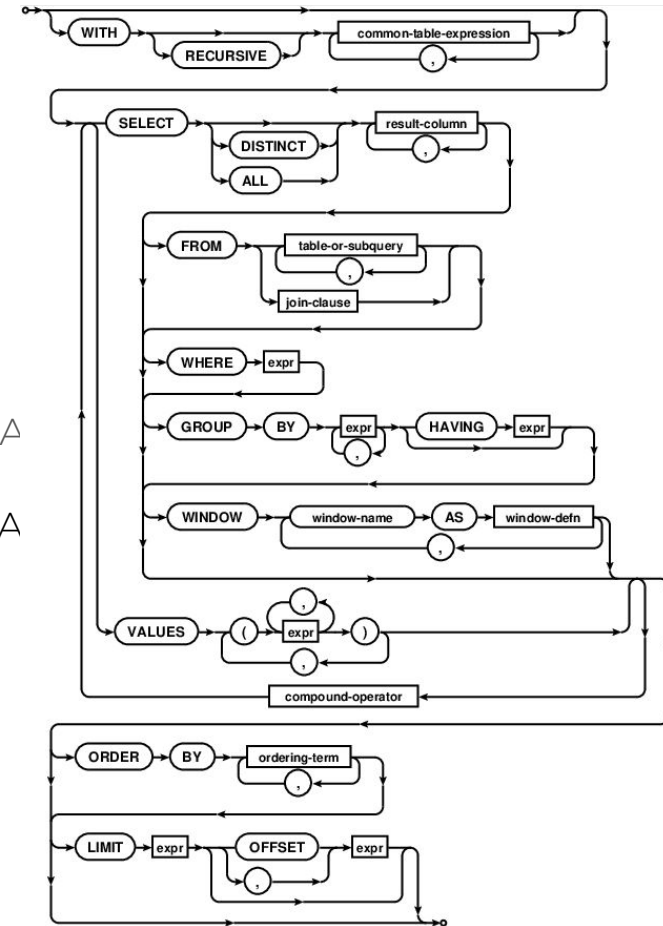 WITH RECURSIVE common-table-expression ,
SELECT DISTINCT ALL result-column ,
FROM table-or-subquery , join-clause
WHERE expr
A
GROUP BY expr , HAVING expr
A
WINDOW window-name AS window-defn ,
VALUES ( expr , ) ,
compound-operator
ORDER BY ordering-term ,
LIMIT expr OFFSET , expr